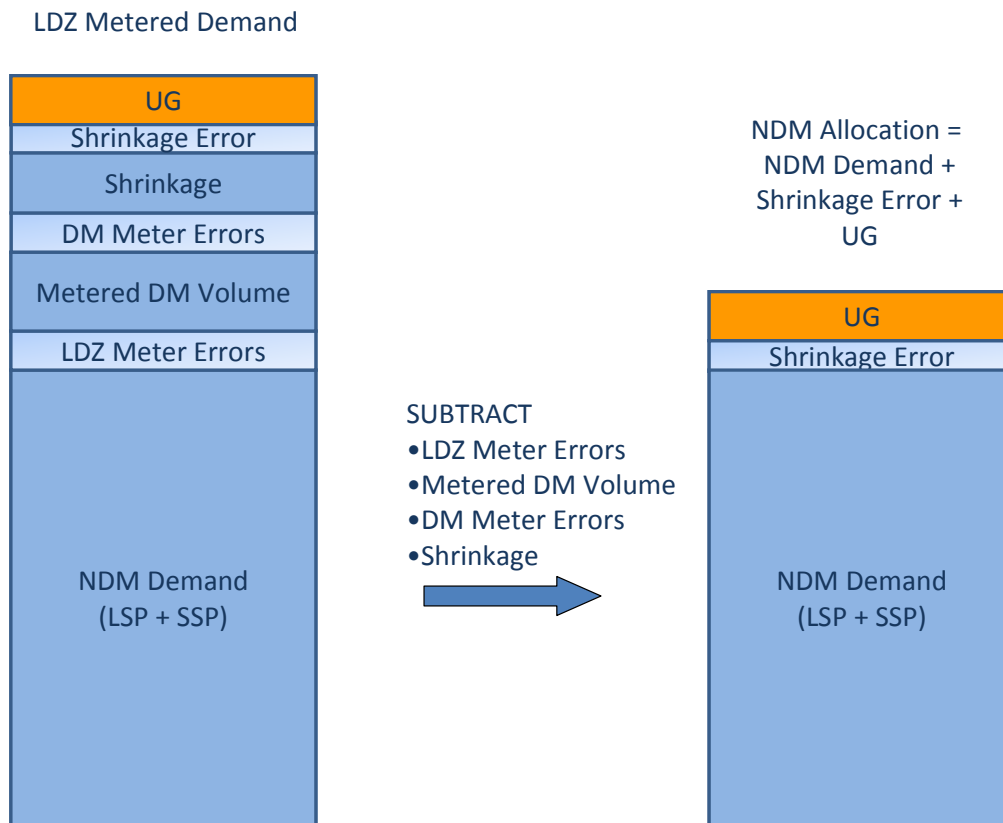 LDZ Metered Demand
UG
Shrinkage Error
Shrinkage
DM Meter Errors
Metered DM Volume
LDZ Meter Errors
NDM Demand
(LSP + SSP)
SUBTRACT
•LDZ Meter Errors
•Metered DM Volume
•DM Meter Errors
•Shrinkage
NDM Allocation =
NDM Demand +
Shrinkage Error +
UG
UG
Shrinkage Error
NDM Demand
(LSP + SSP)